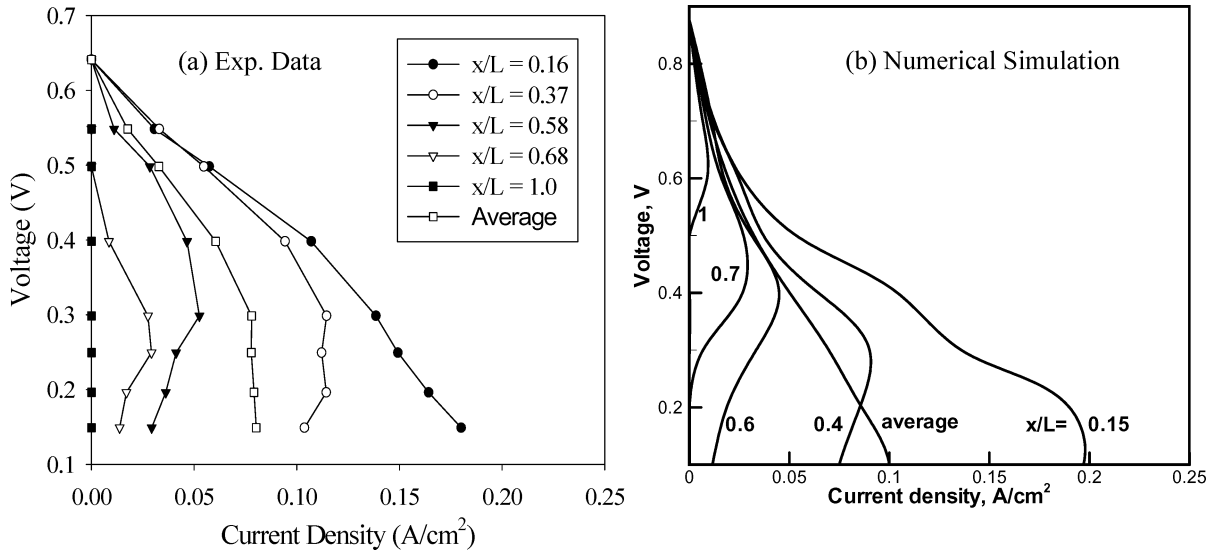 (a) Exp. Data
x/L = 0.16
x/L = 0.37
x/L = 0.58
x/L = 0.68
x/L = 1.0
Average
0.7
0.6
0.5
0.4
0.3
0.2
0.1
Voltage (V)
0.00 0.05 0.10 0.15 0.20 0.25
Current Density (A/cm²)
(b) Numerical Simulation
0.8
0.6
0.4
0.2
Voltage, V
1
0.7
0.6
0.4
average
x/L= 0.15
0 0.05 0.1 0.15 0.2 0.25
Current density, A/cm²